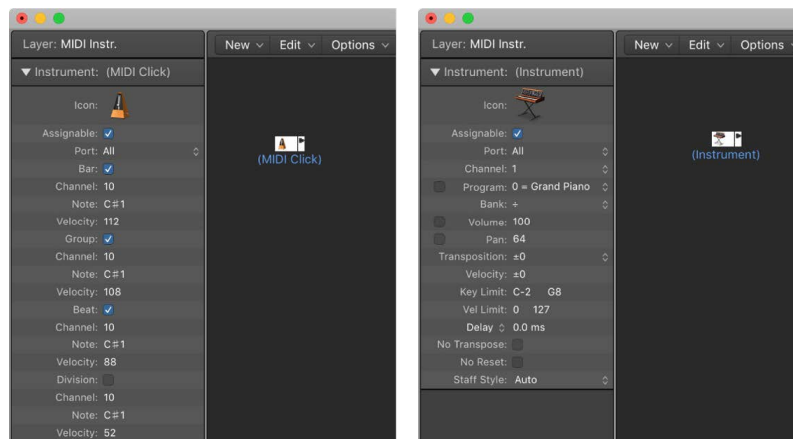 Layer: MIDI Instr.
New Edit Options
Instrument: (MIDI Click)
Icon:
Assignable:
Port: All
Bar:
Channel: 10
Note: C♯1
Velocity: 112
Group:
Channel: 10
Note: C♯1
Velocity: 108
Beat:
Channel: 10
Note: C♯1
Velocity: 88
Division:
Channel: 10
Note: C♯1
Velocity: 52
(MIDI Click)
Layer: MIDI Instr.
New Edit Options
Instrument: (Instrument)
Icon:
Assignable:
Port: All
Channel: 1
Program: 0 = Grand Piano
Bank: ÷
Volume: 100
Pan: 64
Transposition: ±0
Velocity: ±0
Key Limit: C-2 G8
Vel Limit: 0 127
Delay 0.0 ms
No Transpose:
No Reset:
Staff Style: Auto
(Instrument)